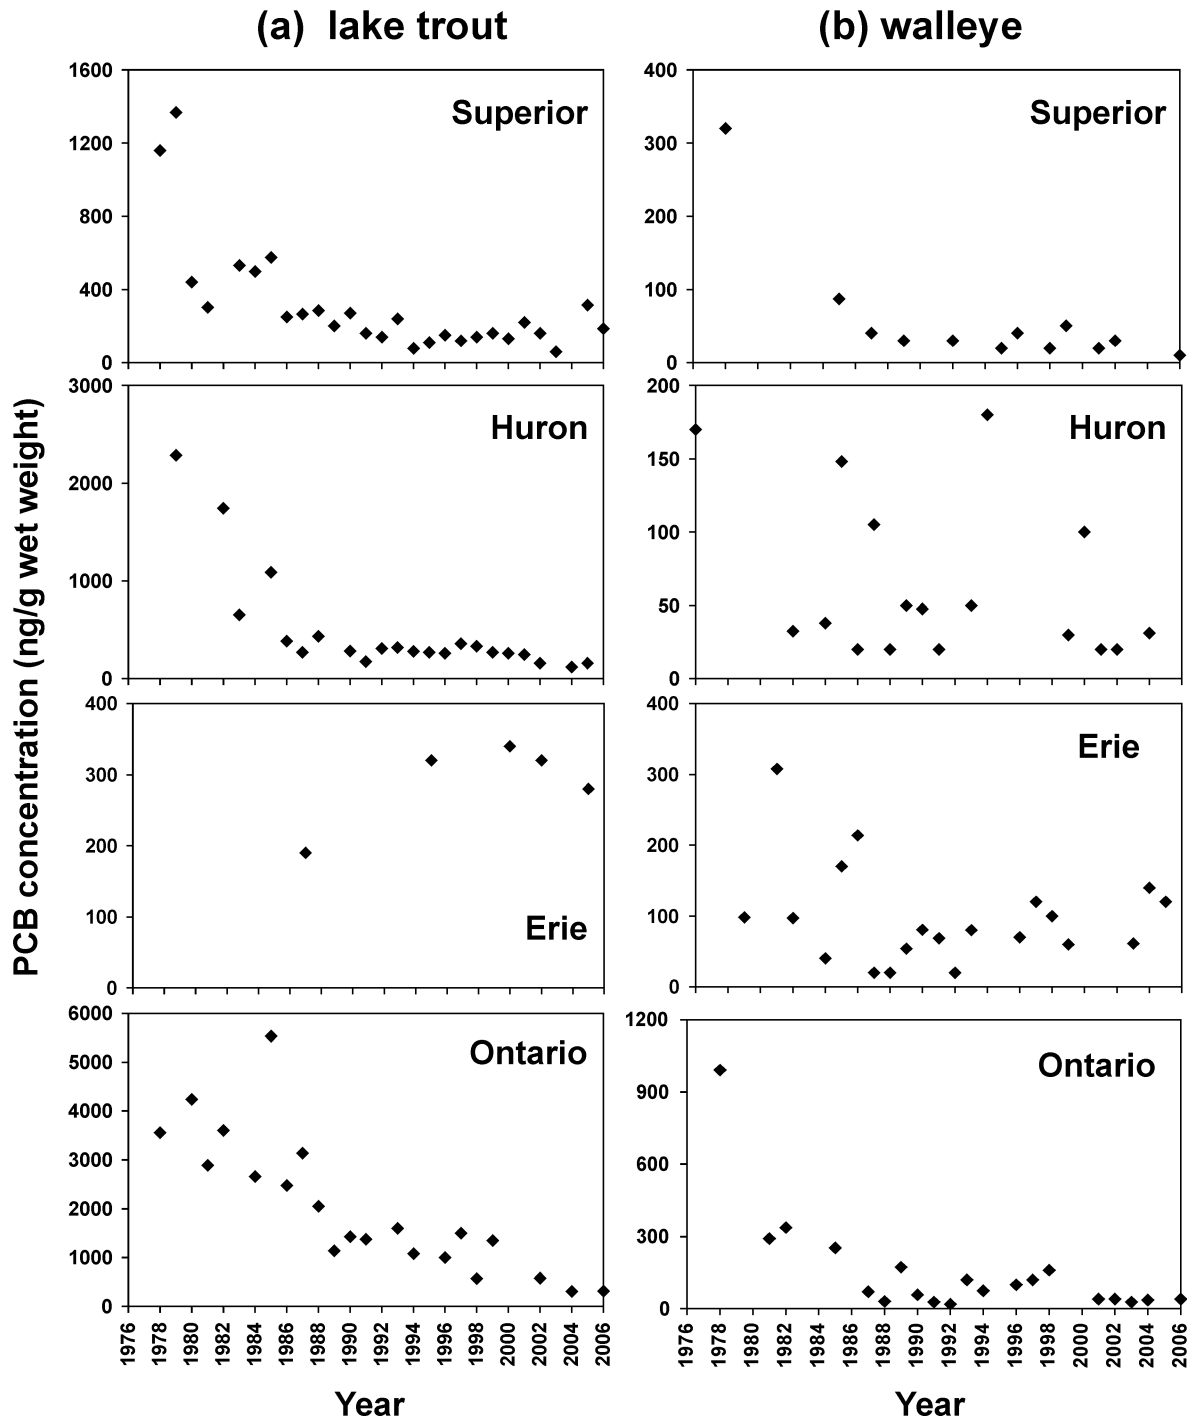 (a) lake trout
(b) walleye
PCB concentration (ng/g wet weight)
1600
1200
800
400
0
Superior
400
300
200
100
0
Superior
3000
2000
1000
0
Huron
200
150
100
50
0
Huron
400
300
200
100
0
Erie
400
300
200
100
0
Erie
6000
5000
4000
3000
2000
1000
0
Ontario
1200
900
600
300
0
Ontario
1976 1978 1980 1982 1984 1986 1988 1990 1992 1994 1996 1998 2000 2002 2004 2006
1976 1978 1980 1982 1984 1986 1988 1990 1992 1994 1996 1998 2000 2002 2004 2006
Year
Year